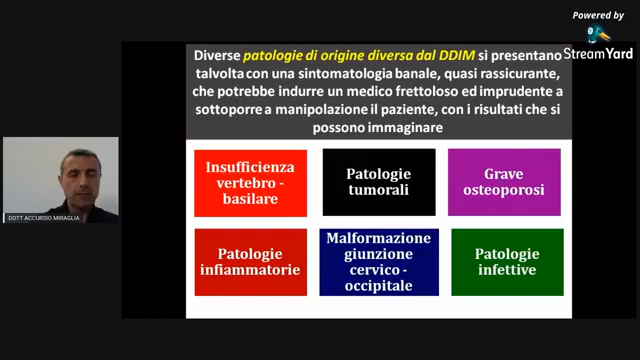 Powered by
StreamYard
Diverse patologie di origine diversa dal DDIM si presentano
talvolta con una sintomatologia banale, quasi rassicurante,
che potrebbe indurre un medico frettoloso ed imprudente a
sottoporre a manipolazione il paziente, con i risultati che si
possono immaginare
Insufficienza
vertebro -
basilare
Patologie
tumorali
Grave
osteoporosi
Patologie
infiammatorie
Malformazione
giunzione
cervico -
occipitale
Patologie
infettive
DOTT ACCURSIO MIRAGLIA